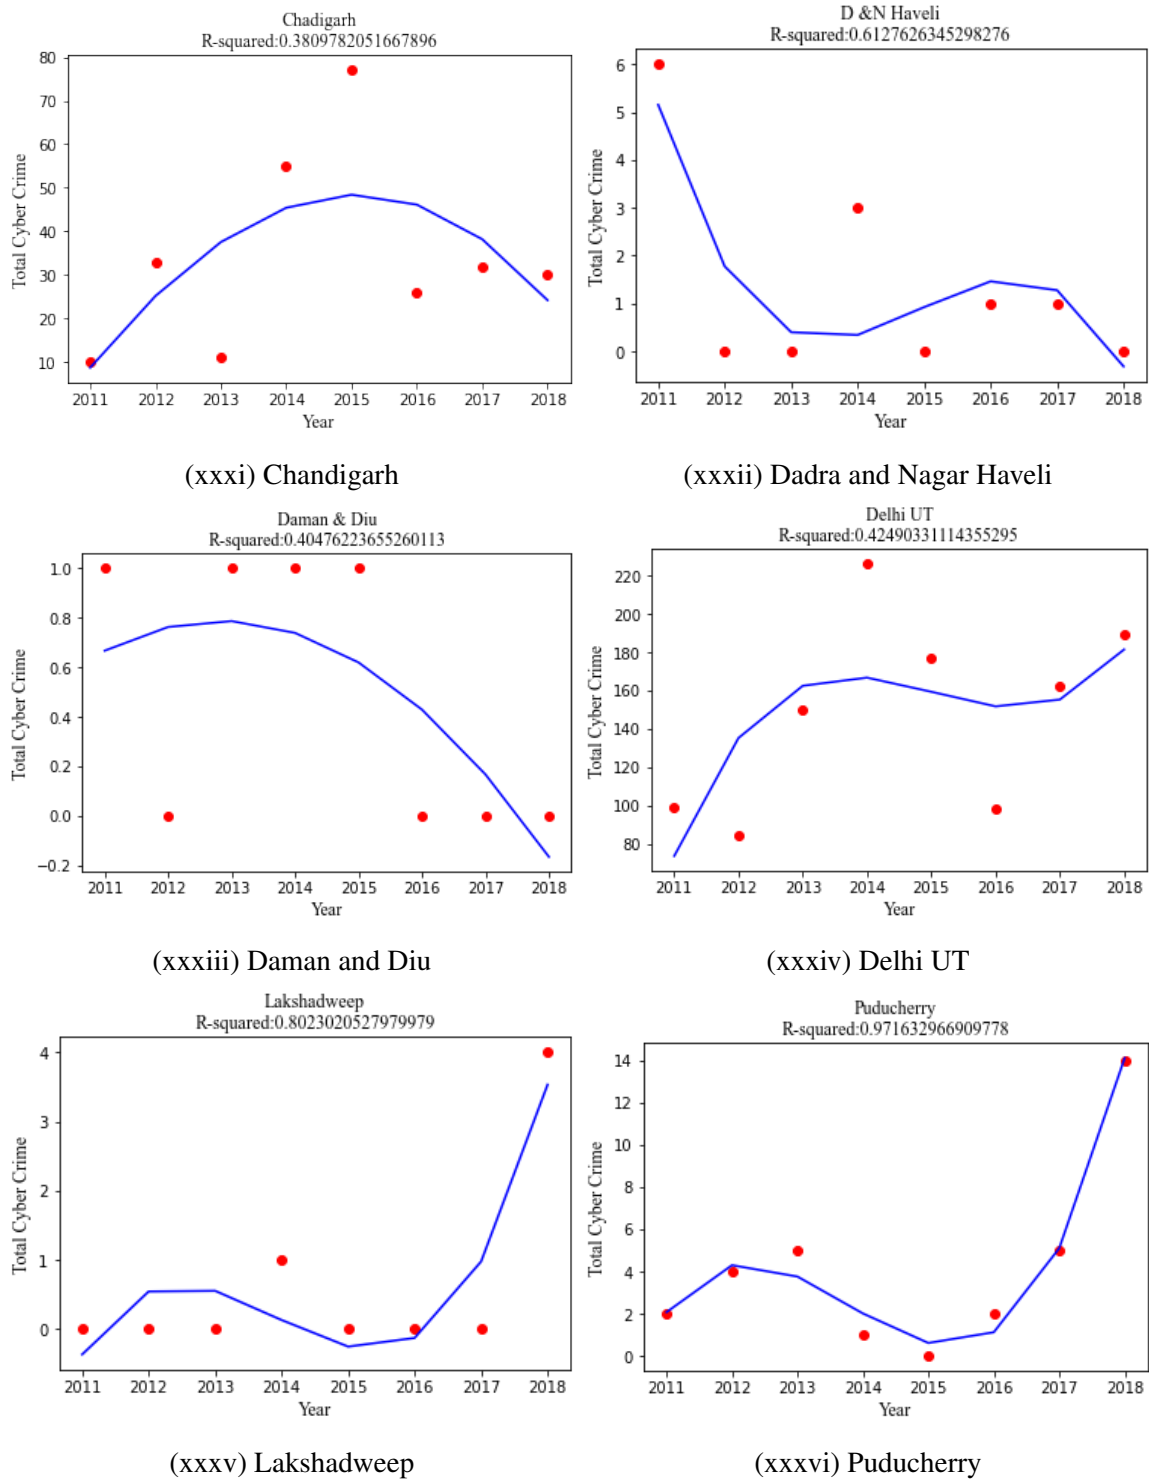 Chadigarh
R-squared:0.3809782051667896
80
70
60
50
40
30
20
10
Total Cyber Crime
2011 2012 2013 2014 2015 2016 2017 2018
Year
(xxxi) Chandigarh
D &N Haveli
R-squared:0.6127626345298276
6
5
4
3
2
1
0
Total Cyber Crime
2011 2012 2013 2014 2015 2016 2017 2018
Year
(xxxii) Dadra and Nagar Haveli
Daman & Diu
R-squared:0.40476223655260113
1.0
0.8
0.6
0.4
0.2
0.0
−0.2
Total Cyber Crime
2011 2012 2013 2014 2015 2016 2017 2018
Year
(xxxiii) Daman and Diu
Delhi UT
R-squared:0.42490331114355295
220
200
180
160
140
120
100
80
Total Cyber Crime
2011 2012 2013 2014 2015 2016 2017 2018
Year
(xxxiv) Delhi UT
Lakshadweep
R-squared:0.8023020527979979
4
3
2
1
0
Total Cyber Crime
2011 2012 2013 2014 2015 2016 2017 2018
Year
(xxxv) Lakshadweep
Puducherry
R-squared:0.971632966909778
14
12
10
8
6
4
2
0
Total Cyber Crime
2011 2012 2013 2014 2015 2016 2017 2018
Year
(xxxvi) Puducherry